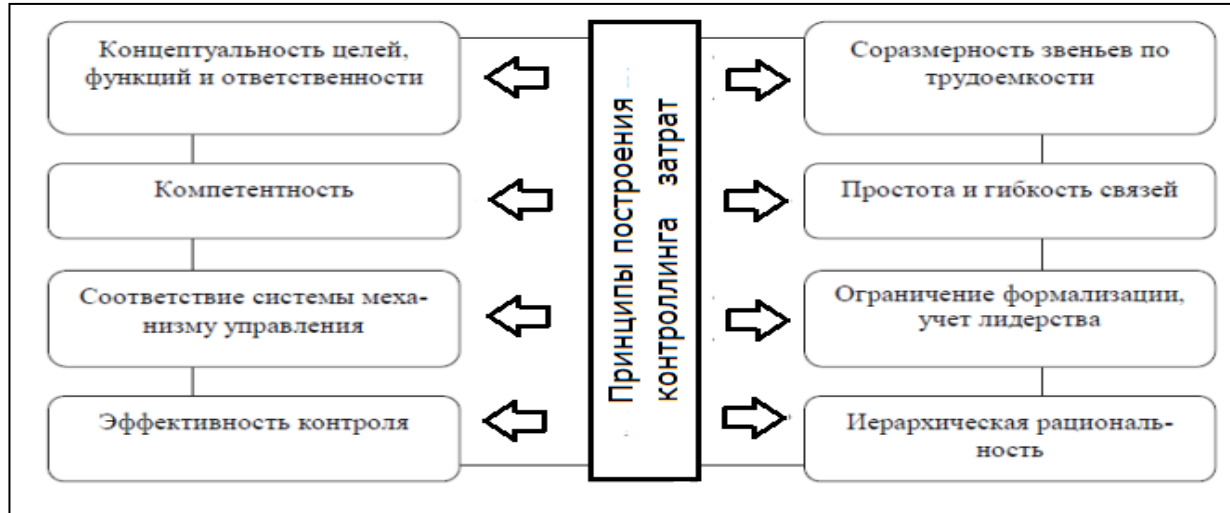 Концептуальность целей,
функций и ответственности
Компетентность
Соответствие системы меха-
низму управления
Эффективность контроля
Принципы построения
контроллинга затрат
Соразмерность звеньев по
трудоемкости
Простота и гибкость связей
Ограничение формализации,
учет лидерства
Иерархическая рациональ-
ность